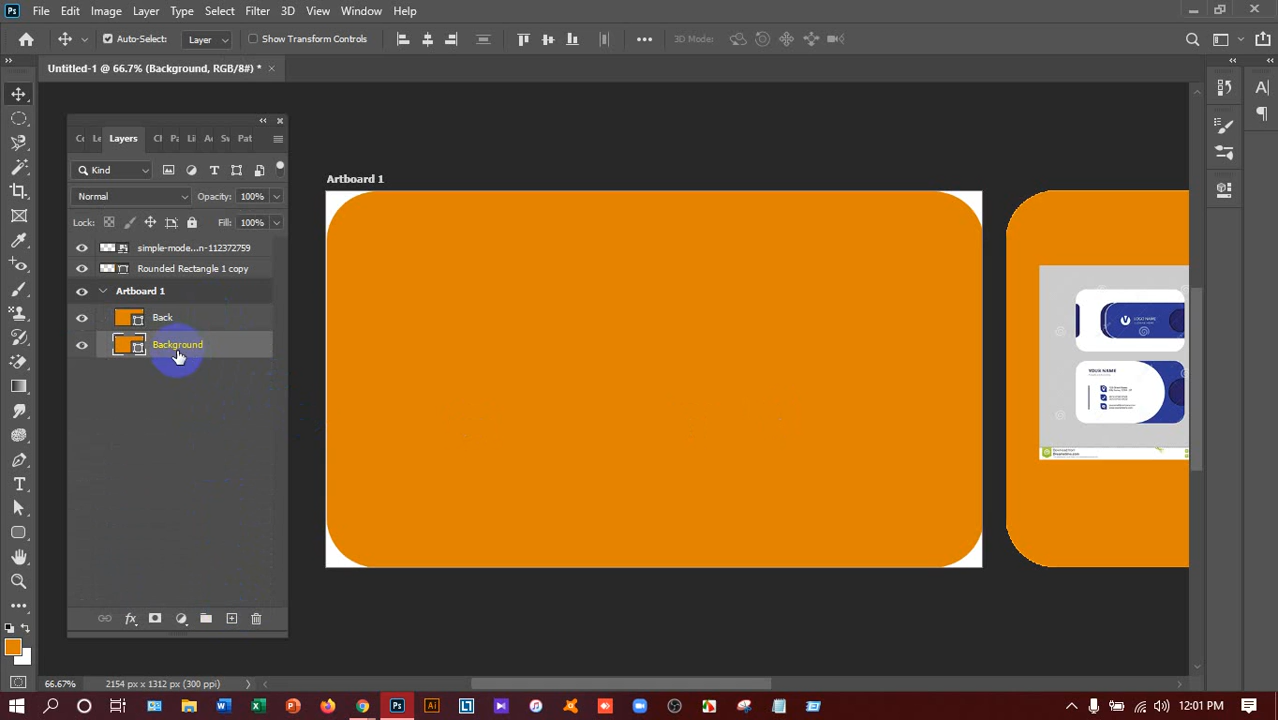 Ps File Edit Image Layer Type Select Filter 3D View Window Help
Auto-Select: Layer Show Transform Controls 3D Mode:
Untitled-1 @ 66.7% (Background, RGB/8#) *
Layers Pat
Kind
Normal Opacity: 100%
Lock: Fill: 100%
simple-mode...n-112372759
Rounded Rectangle 1 copy
Artboard 1
Back
Background
Artboard 1
LOGO NAME
YOUR NAME
66.67% 2154 px x 1312 px (300 ppi)
12:01 PM